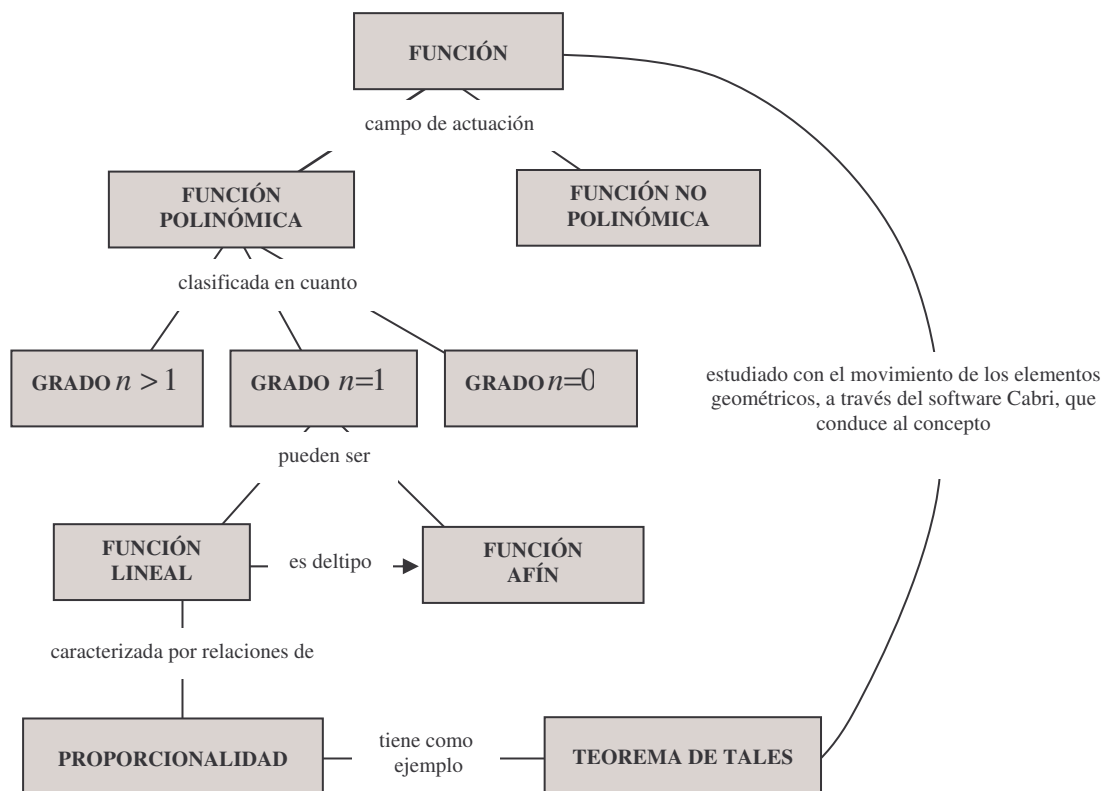 FUNCIÓN
campo de actuación
FUNCIÓN
POLINÓMICA
FUNCIÓN NO
POLINÓMICA
clasificada en cuanto
GRADO n > 1
GRADO n=1
GRADO n=0
estudiado con el movimiento de los elementos
geométricos, a través del software Cabri, que
conduce al concepto
pueden ser
FUNCIÓN
LINEAL
es deltipo
FUNCIÓN
AFÍN
caracterizada por relaciones de
PROPORCIONALIDAD
tiene como
ejemplo
TEOREMA DE TALES